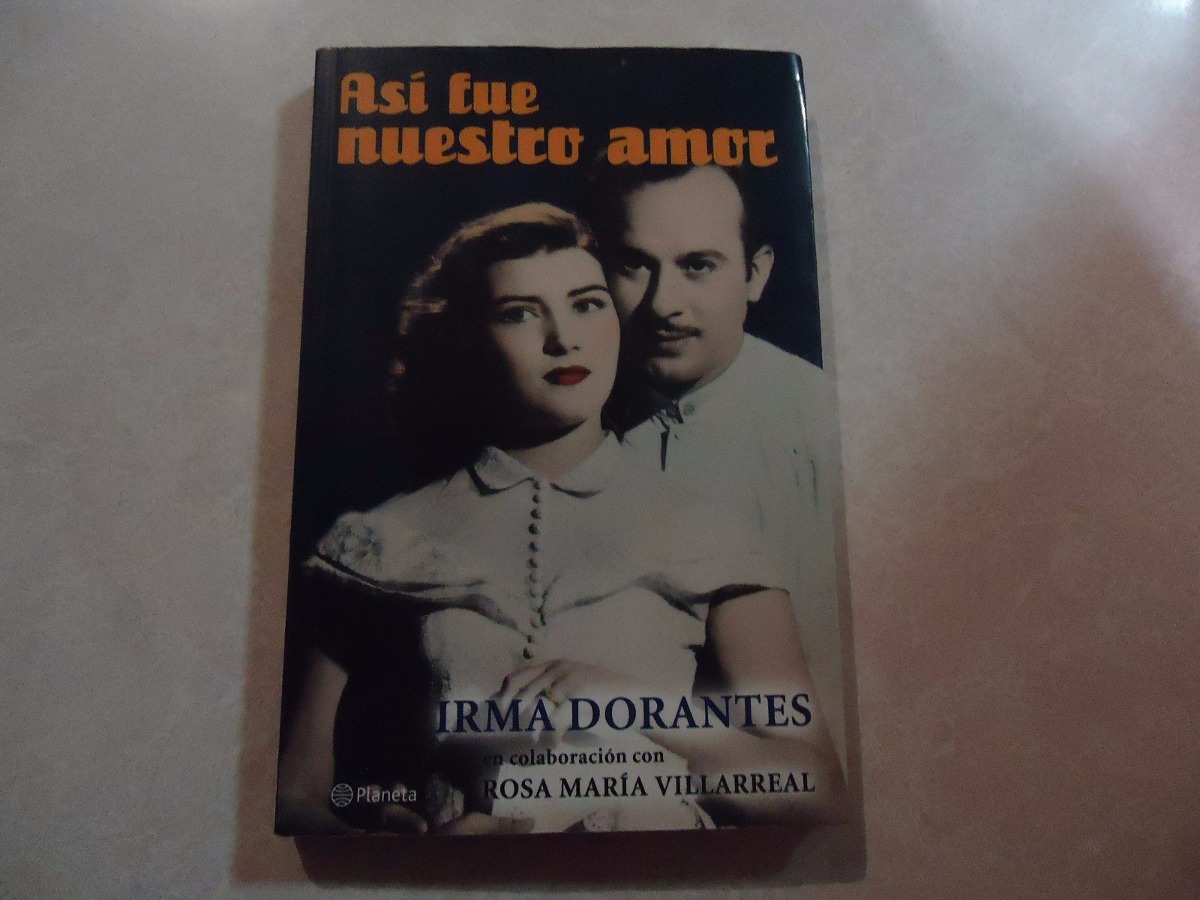 Así fue
nuestro amor
IRMA DORANTES
en colaboración con
ROSA MARÍA VILLARREAL
Planeta